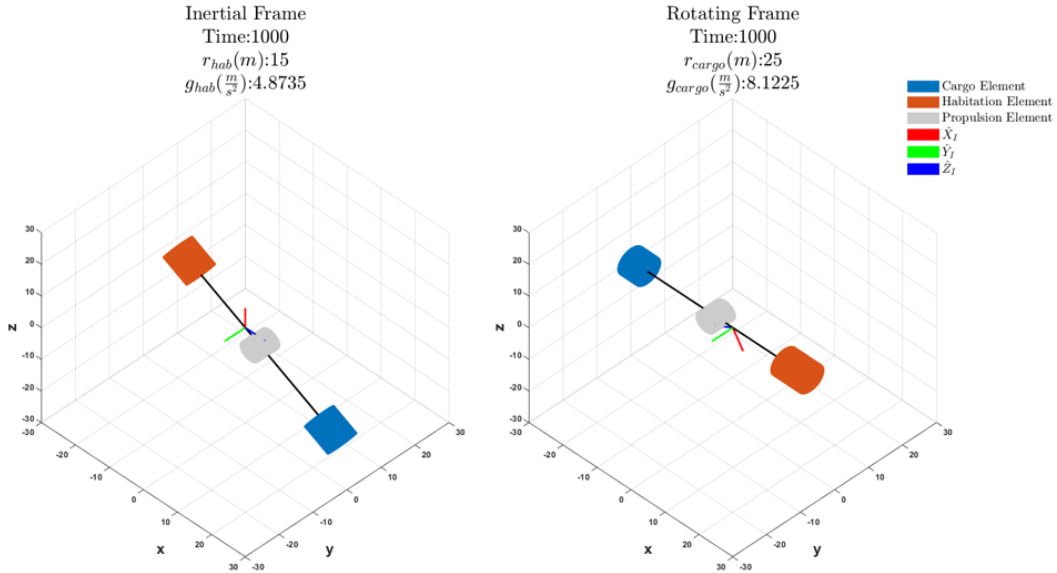 Inertial Frame
Time:1000
r_hab(m):15
g_hab(m/s²):4.8735
Rotating Frame
Time:1000
r_cargo(m):25
g_cargo(m/s²):8.1225
Cargo Element
Habitation Element
Propulsion Element
X̂_I
Ŷ_I
Ẑ_I
z
30
20
10
0
-10
-20
-30
-30
-20
-10
0
10
20
30
x
-30
-20
-10
0
10
20
30
y
z
30
20
10
0
-10
-20
-30
-30
-20
-10
0
10
20
30
x
-30
-20
-10
0
10
20
30
y